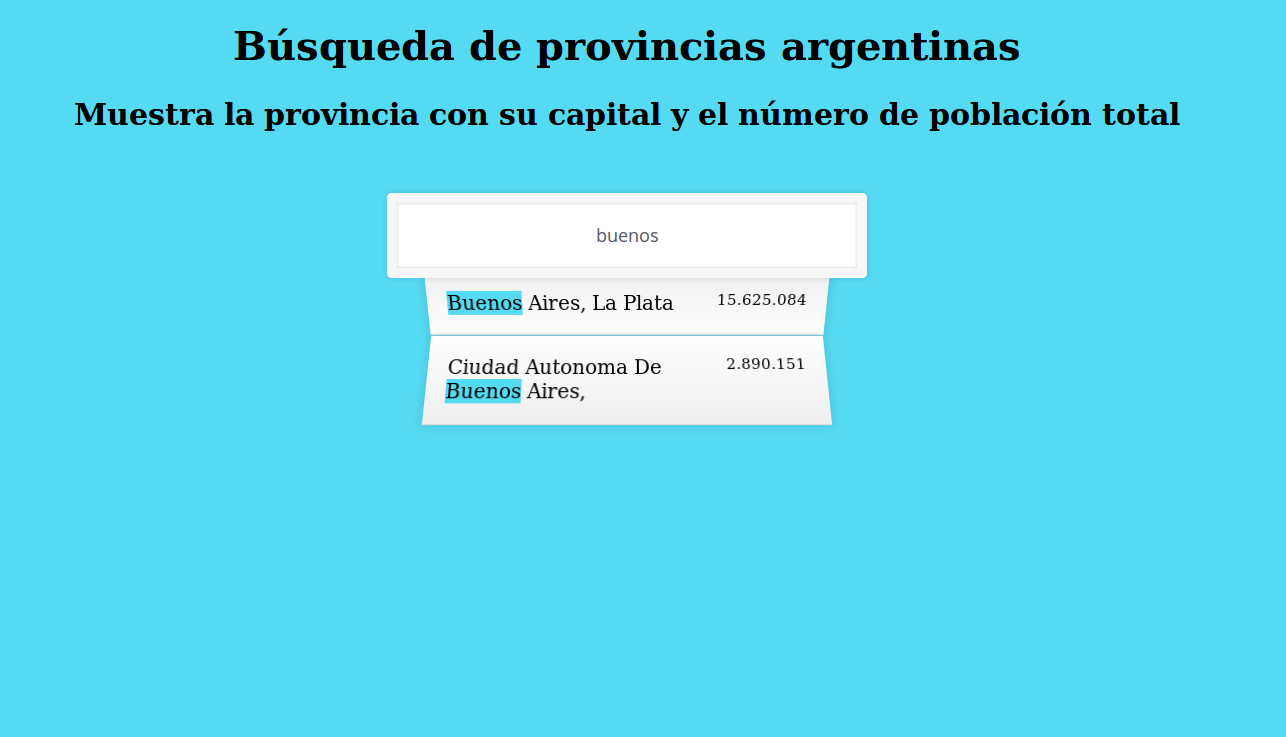 Búsqueda de provincias argentinas
Muestra la provincia con su capital y el número de población total
buenos
Buenos Aires, La Plata 15.625.084
Ciudad Autonoma De 2.890.151
Buenos Aires,